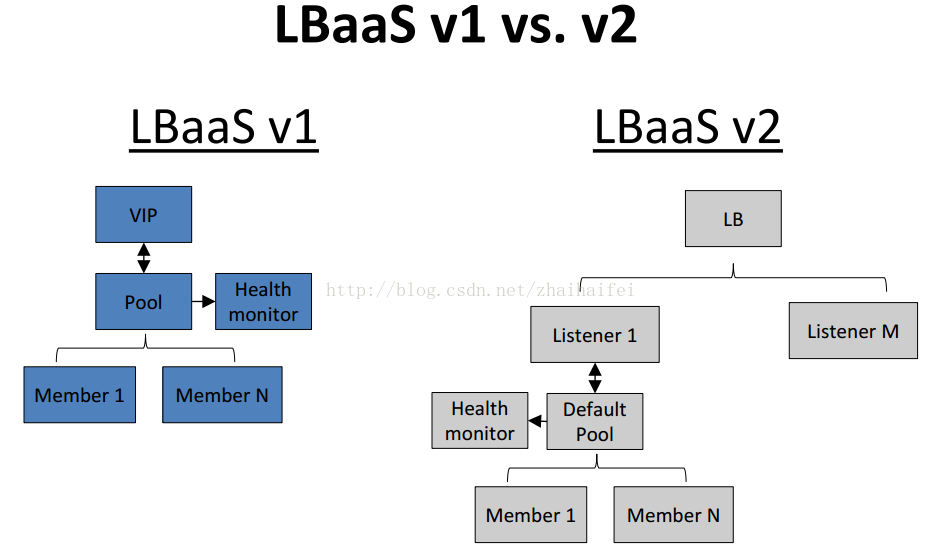 LBaaS v1 vs. v2
LBaaS v1
VIP
Pool
Health
monitor
Member 1
Member N
LBaaS v2
LB
http://blog.csdn.net/zhaihaifei
Listener 1
Listener M
Health
monitor
Default
Pool
Member 1
Member N